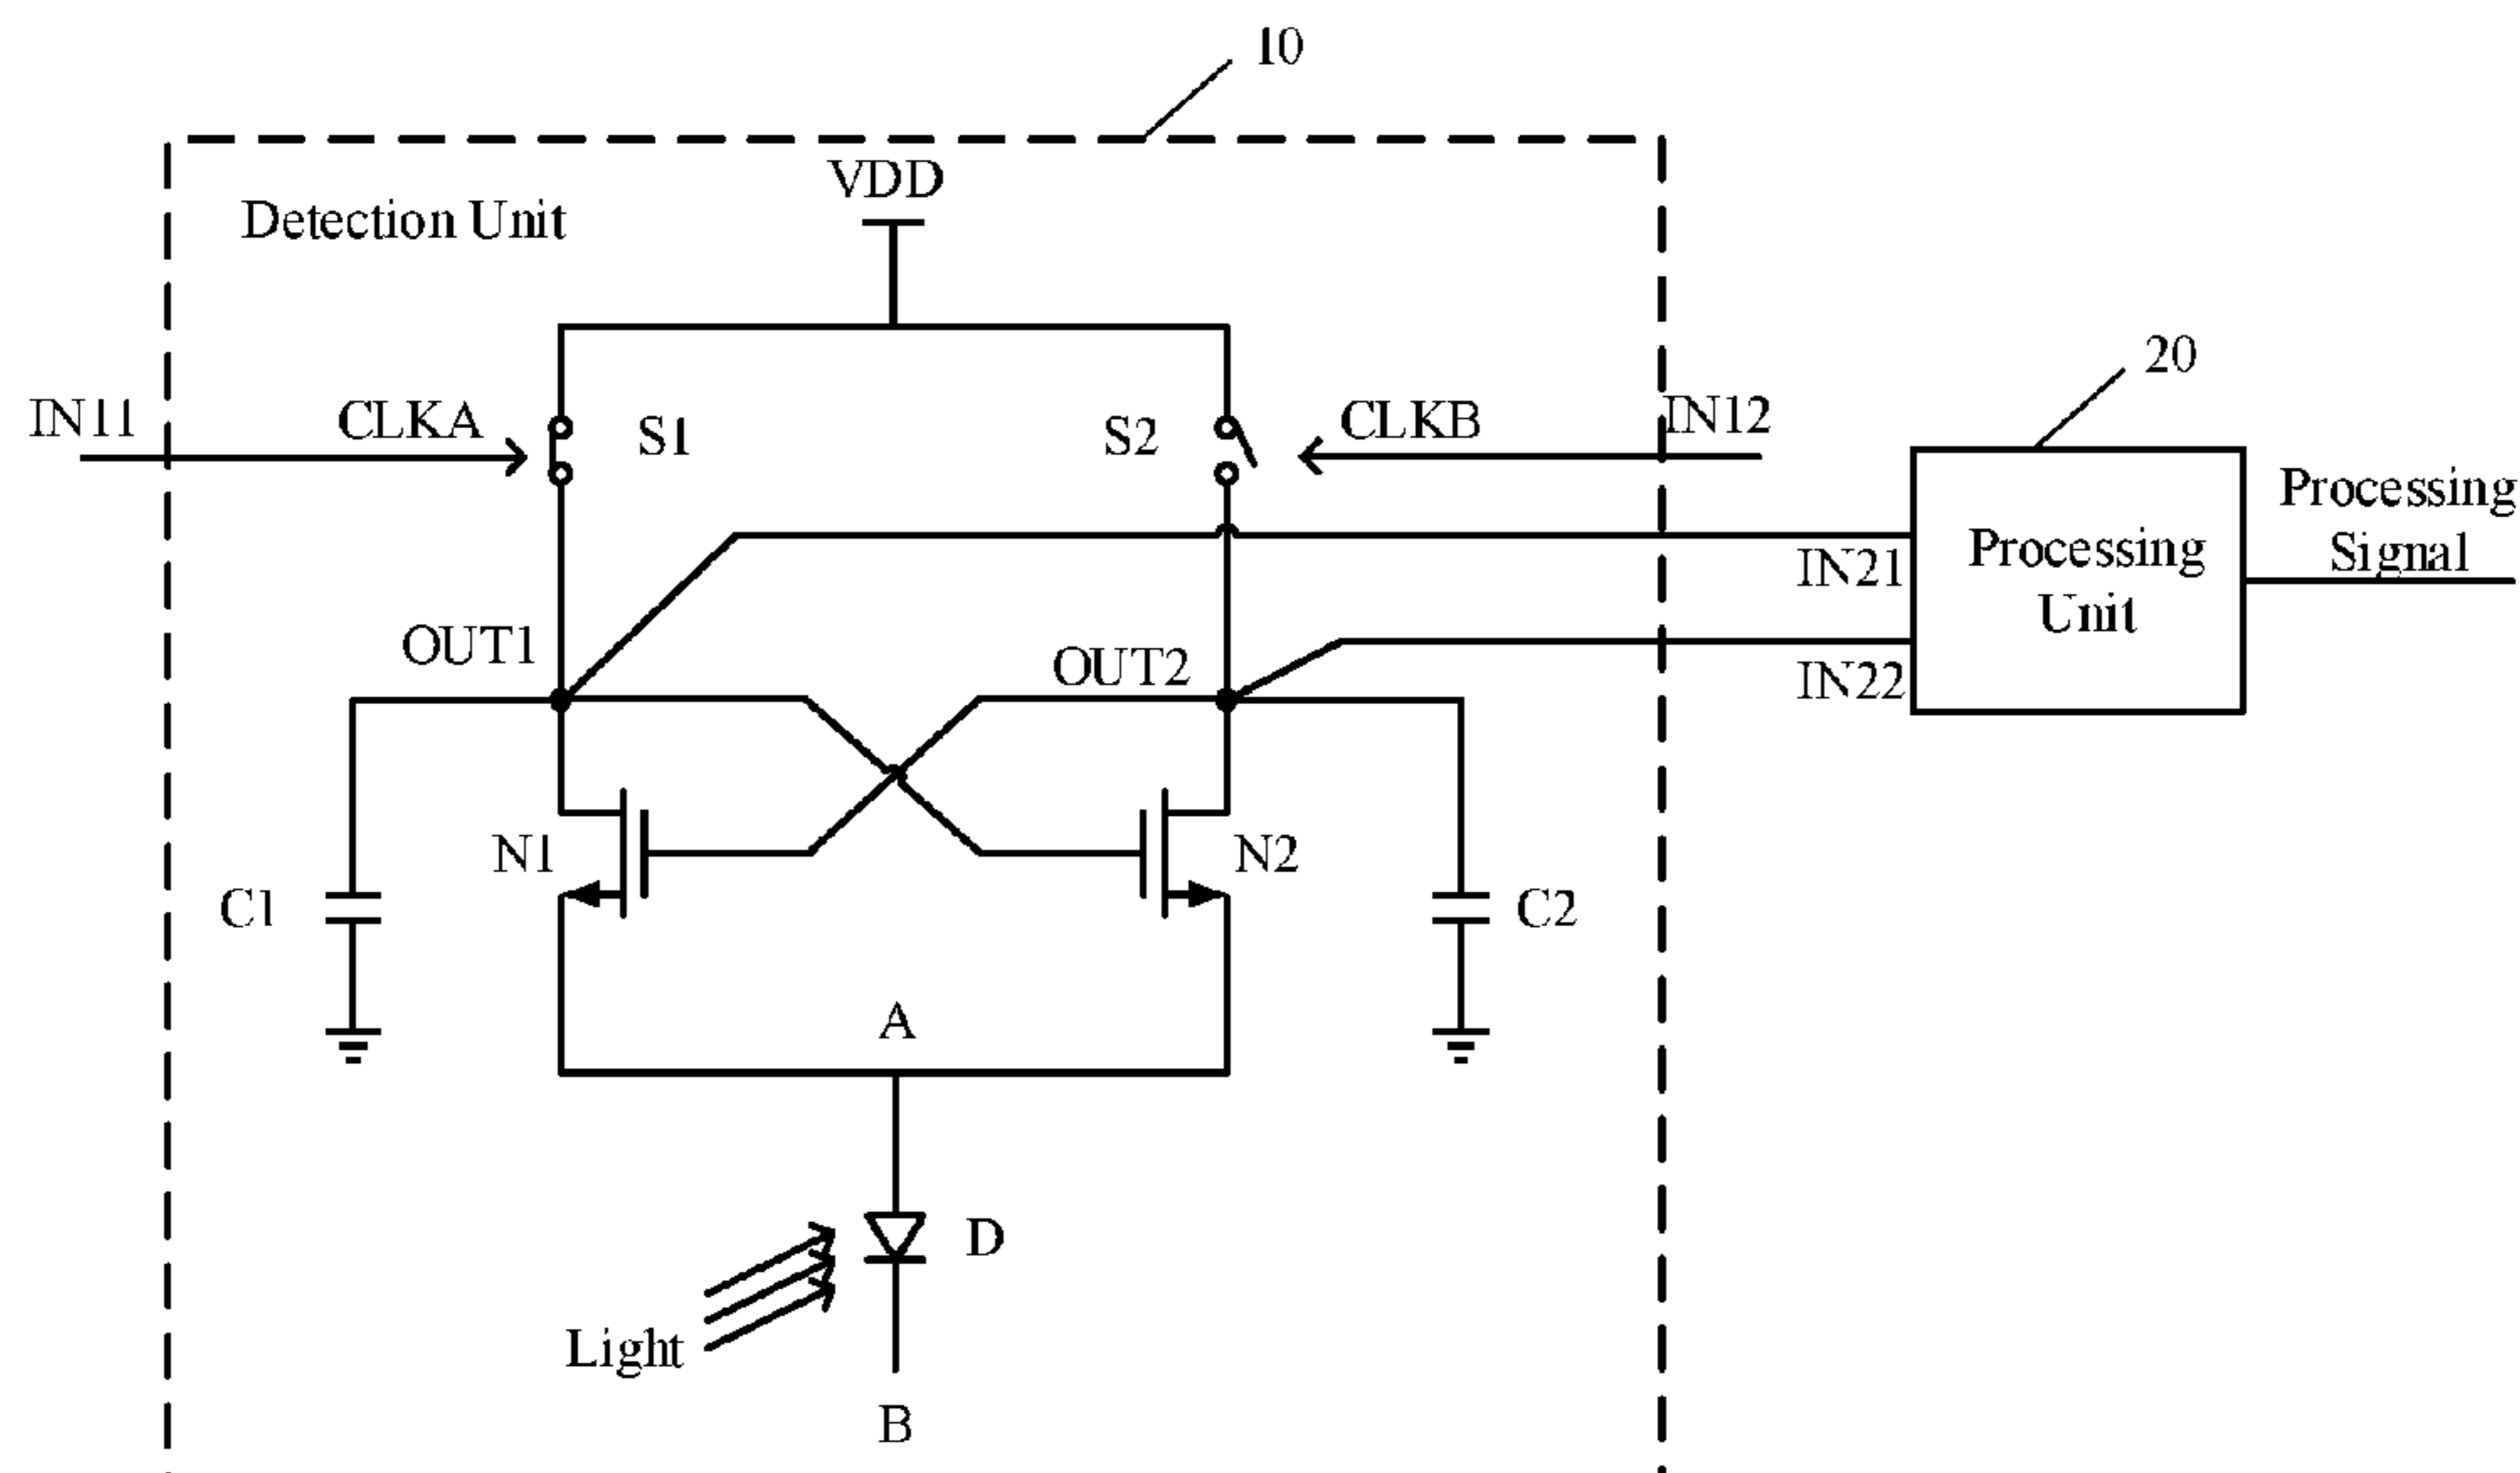 10
VDD
Detection Unit
20
IN11
CLKA
S1
S2
CLKB
IN12
Processing
Signal
Processing
Unit
IN21
IN22
OUT1
OUT2
N1
N2
C1
C2
A
D
Light
B